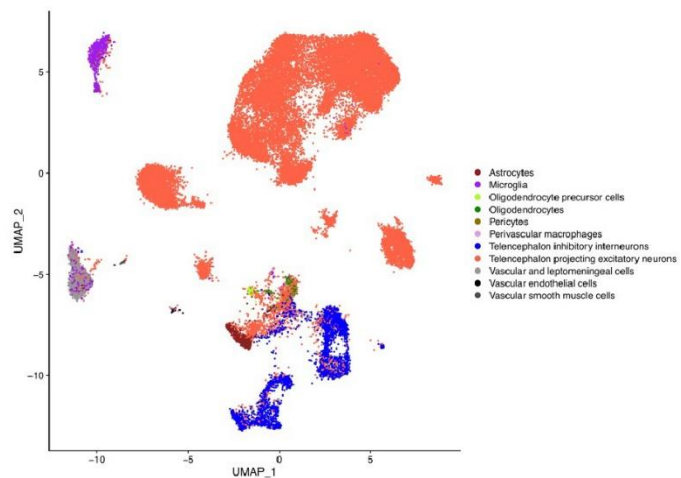 5
0
-5
-10
UMAP_2
-10
-5
0
5
UMAP_1
Astrocytes
Microglia
Oligodendrocyte precursor cells
Oligodendrocytes
Pericytes
Perivascular macrophages
Telencephalon inhibitory interneurons
Telencephalon projecting excitatory neurons
Vascular and leptomeningeal cells
Vascular endothelial cells
Vascular smooth muscle cells